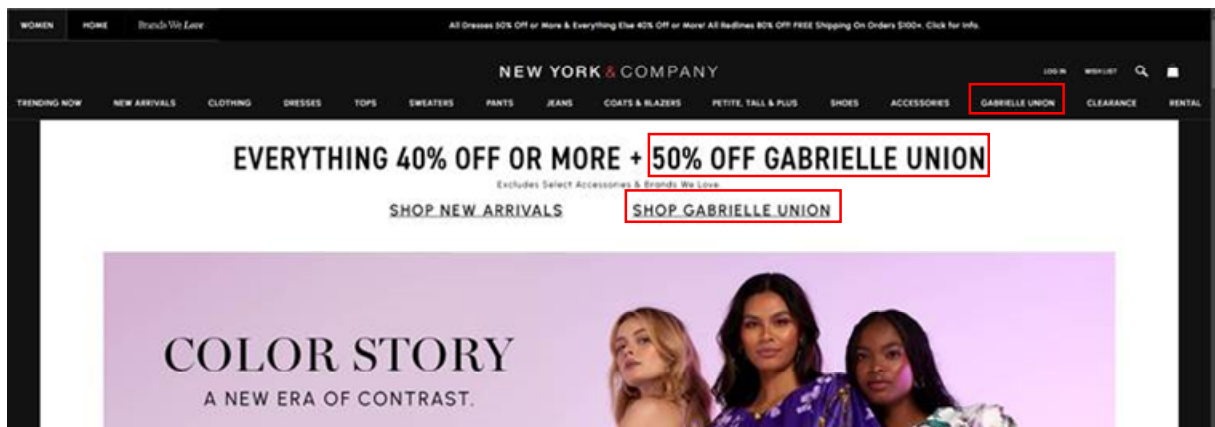 WOMEN HOME Brands We Love All Dresses 50% Off or More & Everything Else 40% Off or More! All Redlines 80% Off! FREE Shipping On Orders $100+. Click for Info.
NEW YORK & COMPANY LOG IN WISH LIST
TRENDING NOW NEW ARRIVALS CLOTHING DRESSES TOPS SWEATERS PANTS JEANS COATS & BLAZERS PETITE, TALL & PLUS SHOES ACCESSORIES GABRIELLE UNION CLEARANCE RENTAL
EVERYTHING 40% OFF OR MORE + 50% OFF GABRIELLE UNION
Excludes Select Accessories & Brands We Love
SHOP NEW ARRIVALS SHOP GABRIELLE UNION
COLOR STORY
A NEW ERA OF CONTRAST.